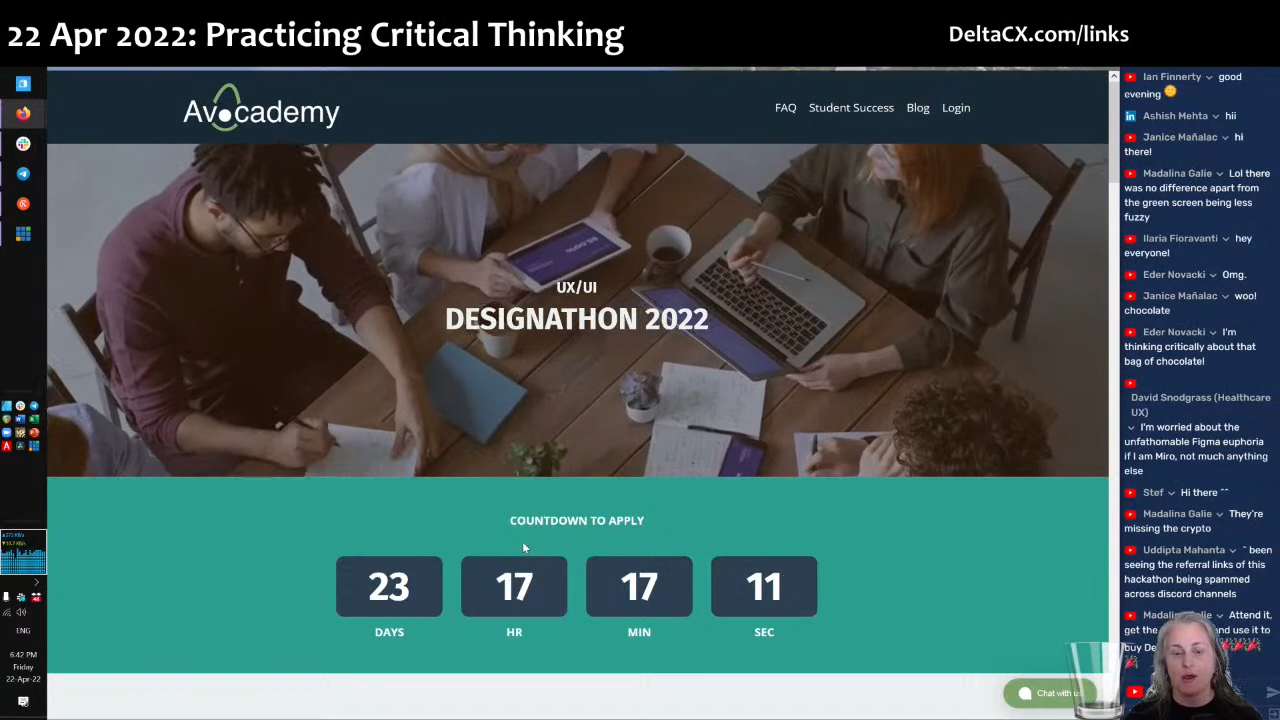 22 Apr 2022: Practicing Critical Thinking
DeltaCX.com/links
Avocademy
FAQ Student Success Blog Login
UX/UI
DESIGNATHON 2022
COUNTDOWN TO APPLY
23 17 17 11
DAYS HR MIN SEC
Chat with us
ENG
6:42 PM
Friday
22-Apr-22
Ian Finnerty good
evening
Ashish Mehta hii
Janice Mañalac hi
there!
Madalina Galie Lol there
was no difference apart from
the green screen being less
fuzzy
Ilaria Fioravanti hey
everyone!
Eder Novacki Omg.
Janice Mañalac woo!
chocolate
Eder Novacki I'm
thinking critically about that
bag of chocolate!
David Snodgrass (Healthcare
UX)
I'm worried about the
unfathomable Figma euphoria
if I am Miro, not much anything
else
Stef Hi there ^^
Madalina Galie They're
missing the crypto
Uddipta Mahanta ^ been
seeing the referral links of this
hackathon being spammed
across discord channels
Attend it,
get the and use it to
buy